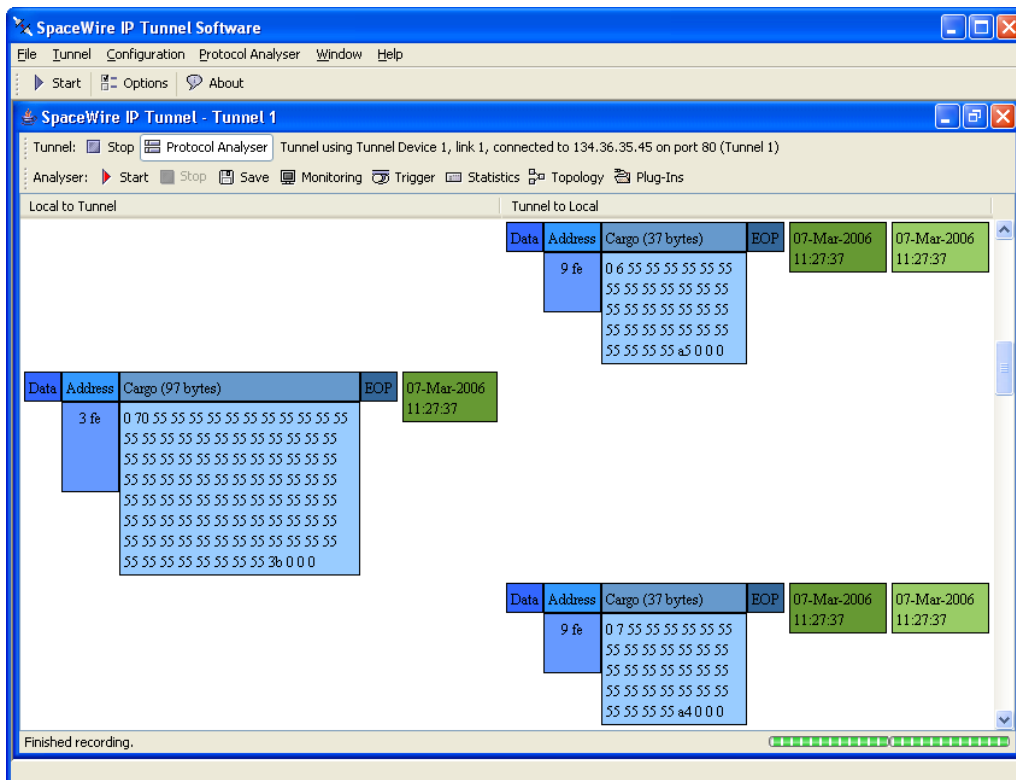 SpaceWire IP Tunnel Software
File Tunnel Configuration Protocol Analyser Window Help
Start Options About
SpaceWire IP Tunnel - Tunnel 1
Tunnel: Stop Protocol Analyser Tunnel using Tunnel Device 1, link 1, connected to 134.36.35.45 on port 80 (Tunnel 1)
Analyser: Start Stop Save Monitoring Trigger Statistics Topology Plug-Ins
Local to Tunnel Tunnel to Local
Data Address Cargo (37 bytes) EOP 07-Mar-2006 07-Mar-2006
11:27:37 11:27:37
9 fe 0 6 55 55 55 55 55 55
55 55 55 55 55 55 55
55 55 55 55 55 55 55
55 55 55 55 55 55 55
55 55 55 55 a5 0 0 0
Data Address Cargo (97 bytes) EOP 07-Mar-2006
11:27:37
3 fe 0 70 55 55 55 55 55 55 55 55 55 55 55
55 55 55 55 55 55 55 55 55 55 55 55
55 55 55 55 55 55 55 55 55 55 55 55
55 55 55 55 55 55 55 55 55 55 55 55
55 55 55 55 55 55 55 55 55 55 55 55
55 55 55 55 55 55 55 55 55 55 55 55
55 55 55 55 55 55 55 55 55 55 55 55
55 55 55 55 55 55 55 55 3b 0 0 0
Data Address Cargo (37 bytes) EOP 07-Mar-2006 07-Mar-2006
11:27:37 11:27:37
9 fe 0 7 55 55 55 55 55 55
55 55 55 55 55 55 55
55 55 55 55 55 55 55
55 55 55 55 55 55 55
55 55 55 55 a4 0 0 0
Finished recording.